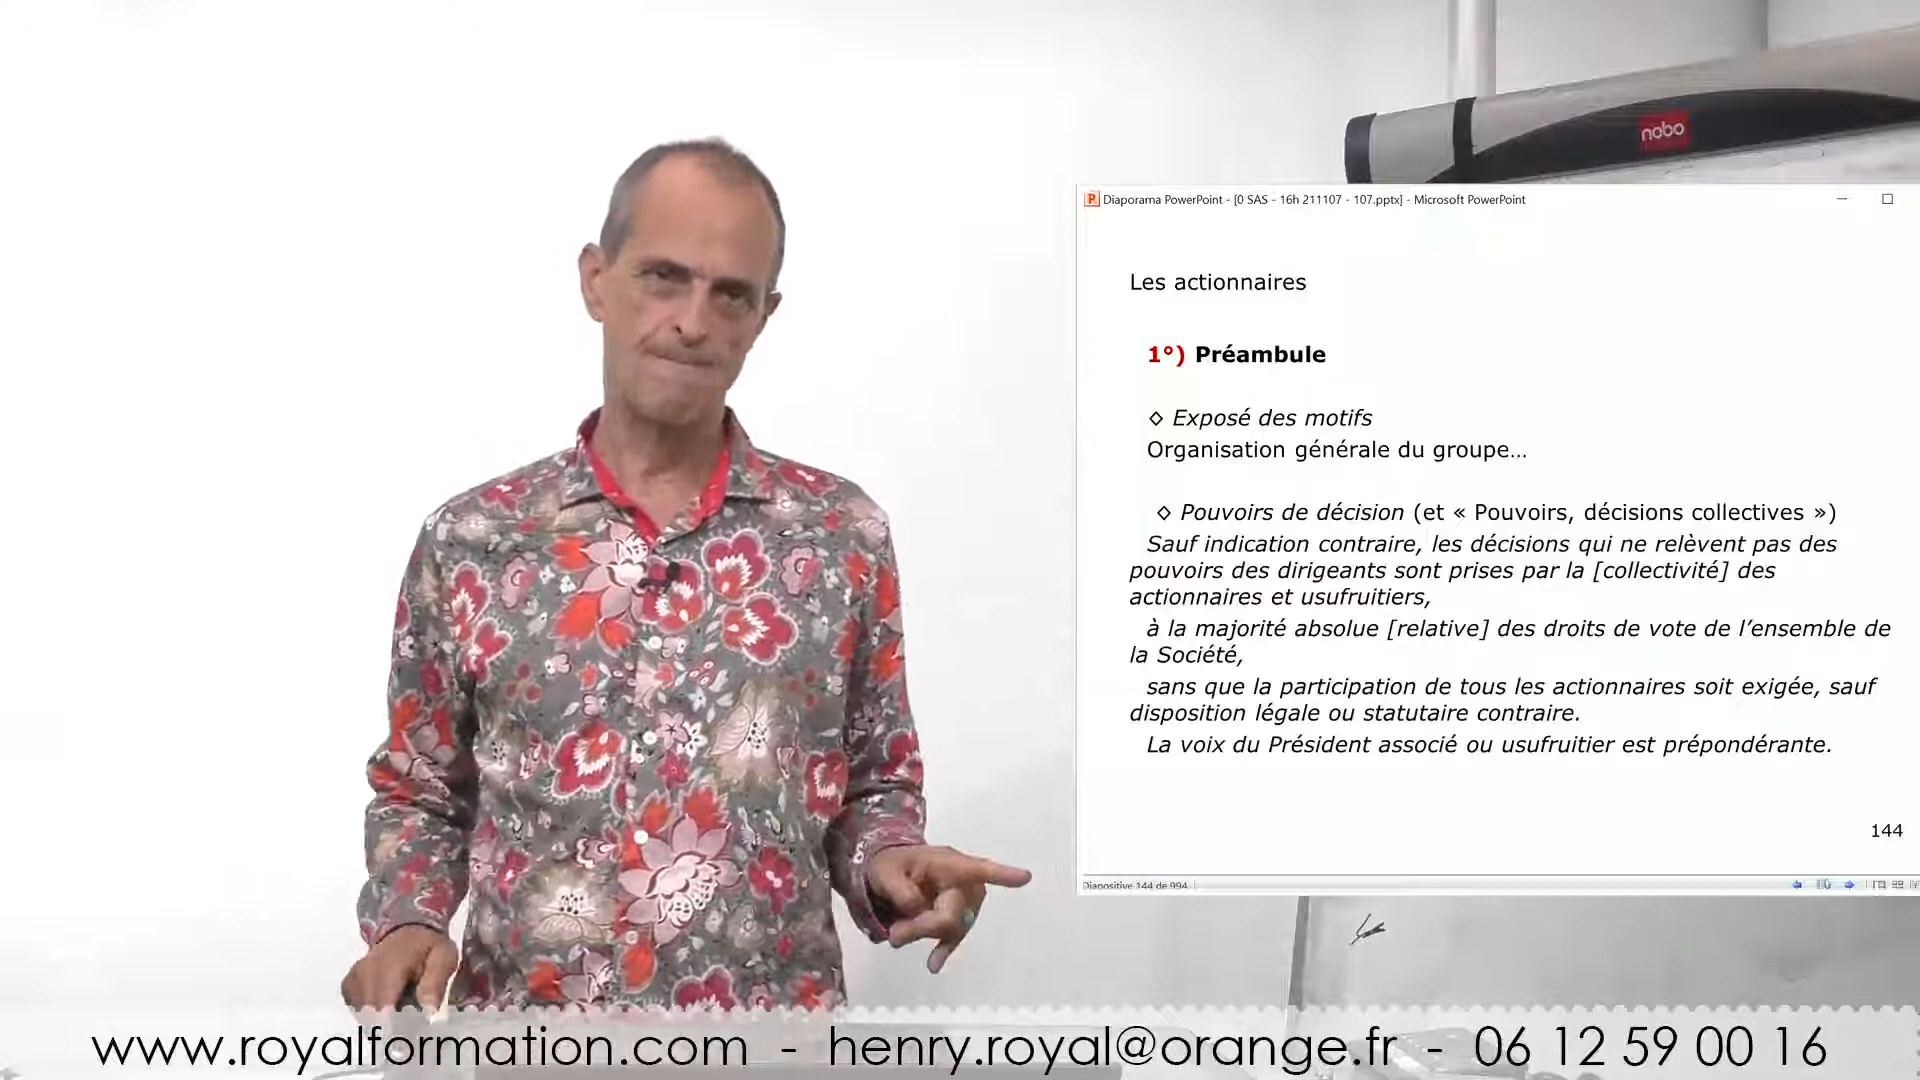 nobo
Diaporama PowerPoint - [0 SAS - 16h 211107 - 107.pptx] - Microsoft PowerPoint
Les actionnaires
1°) Préambule
◇ Exposé des motifs
Organisation générale du groupe…
◇ Pouvoirs de décision (et « Pouvoirs, décisions collectives »)
Sauf indication contraire, les décisions qui ne relèvent pas des
pouvoirs des dirigeants sont prises par la [collectivité] des
actionnaires et usufruitiers,
à la majorité absolue [relative] des droits de vote de l’ensemble de
la Société,
sans que la participation de tous les actionnaires soit exigée, sauf
disposition légale ou statutaire contraire.
La voix du Président associé ou usufruitier est prépondérante.
144
Diapositive 144 de 994
www.royalformation.com - henry.royal@orange.fr - 06 12 59 00 16